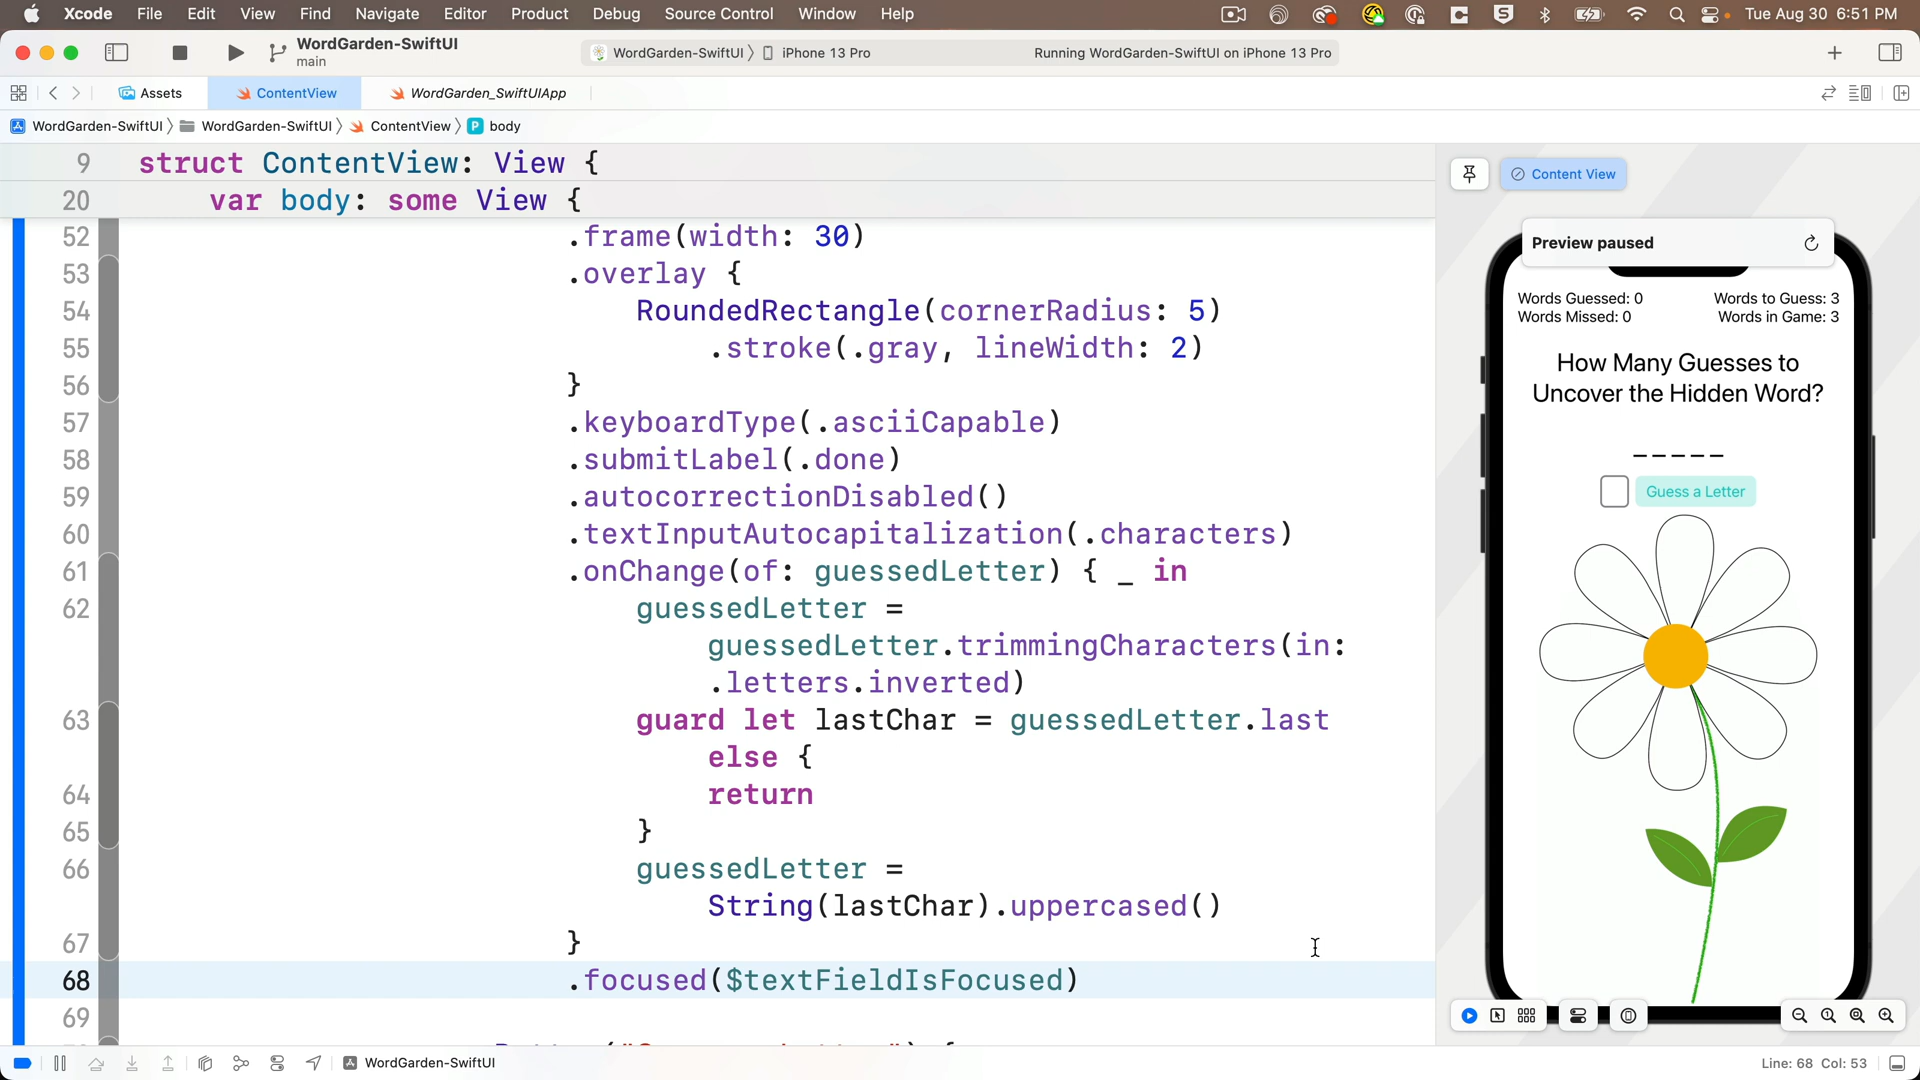 Xcode File Edit View Find Navigate Editor Product Debug Source Control Window Help Tue Aug 30 6:51 PM
WordGarden-SwiftUI
main
WordGarden-SwiftUI iPhone 13 Pro Running WordGarden-SwiftUI on iPhone 13 Pro
Assets ContentView WordGarden_SwiftUIApp
WordGarden-SwiftUI WordGarden-SwiftUI ContentView body
9 struct ContentView: View {
20 var body: some View {
52 .frame(width: 30)
53 .overlay {
54 RoundedRectangle(cornerRadius: 5)
55 .stroke(.gray, lineWidth: 2)
56 }
57 .keyboardType(.asciiCapable)
58 .submitLabel(.done)
59 .autocorrectionDisabled()
60 .textInputAutocapitalization(.characters)
61 .onChange(of: guessedLetter) { _ in
62 guessedLetter =
guessedLetter.trimmingCharacters(in:
.letters.inverted)
63 guard let lastChar = guessedLetter.last
else {
64 return
65 }
66 guessedLetter =
String(lastChar).uppercased()
67 }
68 .focused($textFieldIsFocused)
69
Content View
Preview paused
Words Guessed: 0 Words to Guess: 3
Words Missed: 0 Words in Game: 3
How Many Guesses to
Uncover the Hidden Word?
_ _ _ _ _
Guess a Letter
WordGarden-SwiftUI
Line: 68 Col: 53